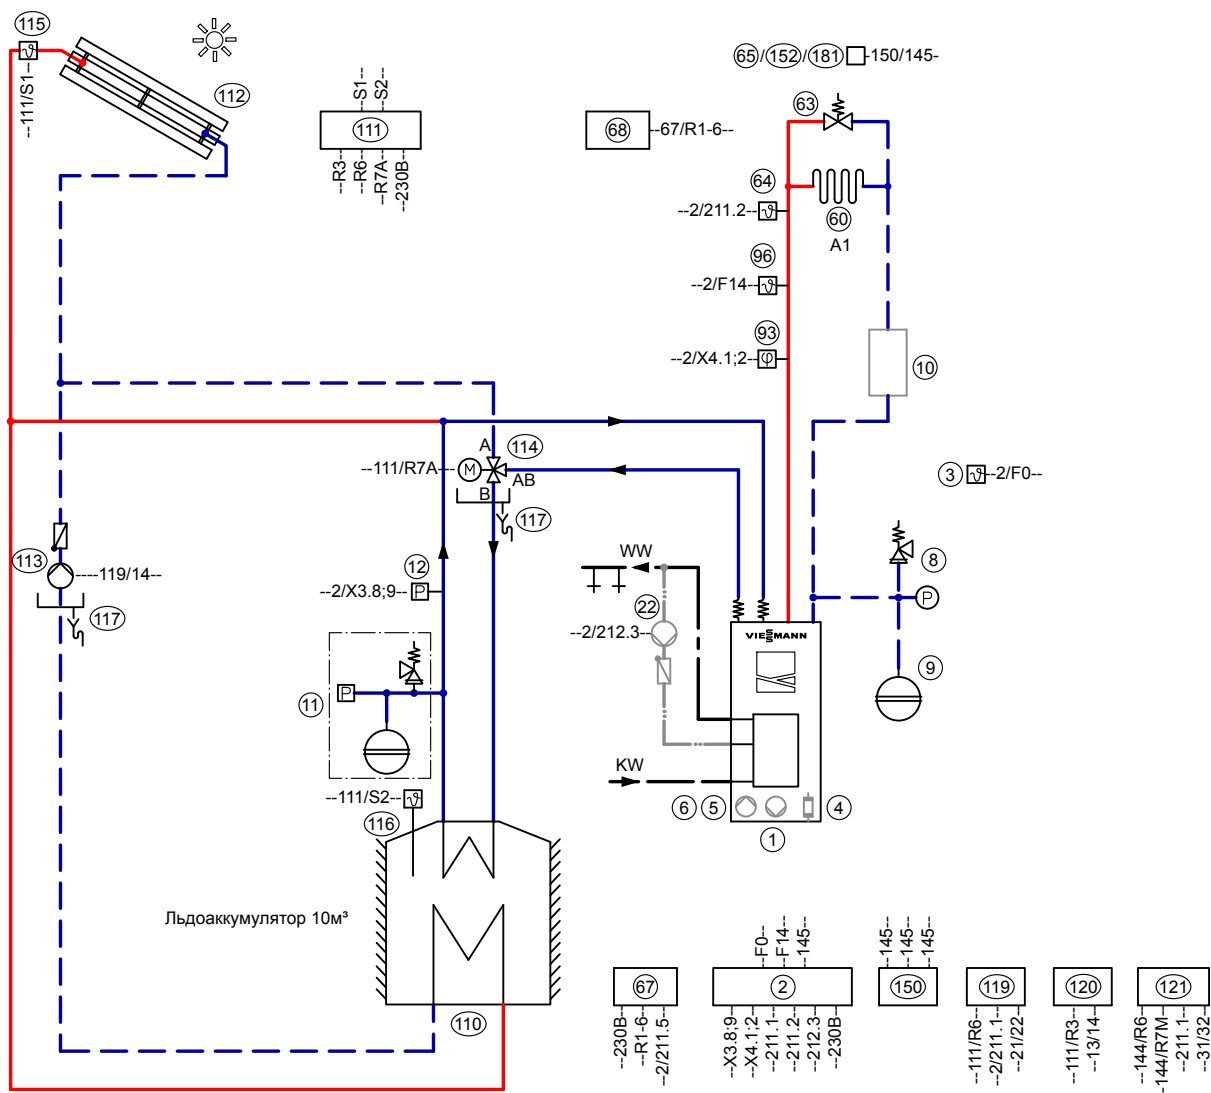 115
--111/S1--
112
S1--
S2--
111
--R3
--R6--
--R7A--
--230B--
68
--67/R1-6--
65/152/181 -150/145-
63
64
--2/211.2--
60
A1
96
--2/F14--
93
--2/X4.1;2--
φ
10
3
--2/F0--
A
114
--111/R7A---
M
AB
B
117
113
----119/14--
117
12
--2/X3.8;9--
P
WW
22
--2/212.3--
8
P
9
VIESSMANN
11
P
KW
--111/S2--
116
6
5
4
1
Льдоаккумулятор 10м³
110
67
--230B--
--R1-6--
--2/211.5--
--F0--
--F14--
--145--
2
--X3.8;9--
--X4.1;2--
--211.1--
--211.2--
--212.3--
--230B--
--145--
--145--
--145--
150
119
--111/R6--
--2/211.1--
--21/22--
120
--111/R3--
--13/14--
121
--144/R6--
-144/R7M--
--211.1--
--31/32--